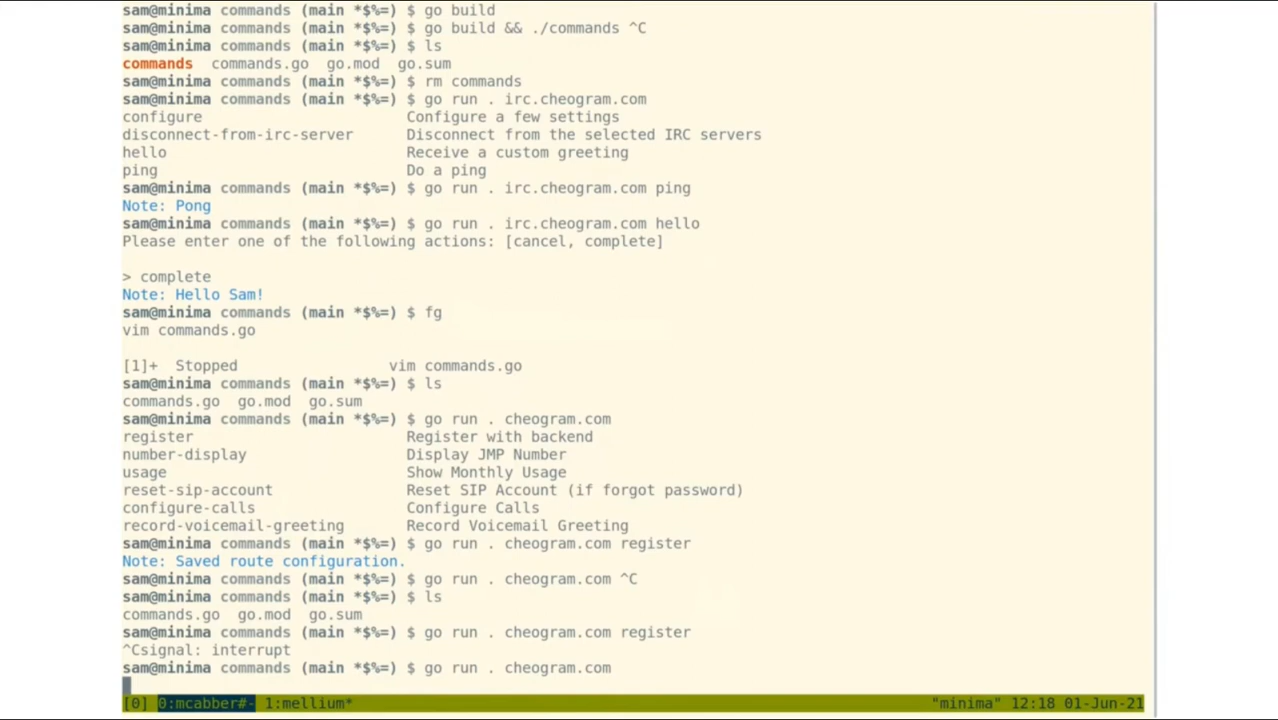 sam@minima commands (main *$%=) $ go build
sam@minima commands (main *$%=) $ go build && ./commands ^C
sam@minima commands (main *$%=) $ ls
commands  commands.go  go.mod  go.sum
sam@minima commands (main *$%=) $ rm commands
sam@minima commands (main *$%=) $ go run . irc.cheogram.com
configure                       Configure a few settings
disconnect-from-irc-server      Disconnect from the selected IRC servers
hello                           Receive a custom greeting
ping                            Do a ping
sam@minima commands (main *$%=) $ go run . irc.cheogram.com ping
Note: Pong
sam@minima commands (main *$%=) $ go run . irc.cheogram.com hello
Please enter one of the following actions: [cancel, complete]
> complete
Note: Hello Sam!
sam@minima commands (main *$%=) $ fg
vim commands.go
[1]+  Stopped                 vim commands.go
sam@minima commands (main *$%=) $ ls
commands.go  go.mod  go.sum
sam@minima commands (main *$%=) $ go run . cheogram.com
register                        Register with backend
number-display                  Display JMP Number
usage                           Show Monthly Usage
reset-sip-account               Reset SIP Account (if forgot password)
configure-calls                 Configure Calls
record-voicemail-greeting       Record Voicemail Greeting
sam@minima commands (main *$%=) $ go run . cheogram.com register
Note: Saved route configuration.
sam@minima commands (main *$%=) $ go run . cheogram.com ^C
sam@minima commands (main *$%=) $ ls
commands.go  go.mod  go.sum
sam@minima commands (main *$%=) $ go run . cheogram.com register
^Csignal: interrupt
sam@minima commands (main *$%=) $ go run . cheogram.com
[0] 0:mcabber#- 1:mellium* "minima" 12:18 01-Jun-21